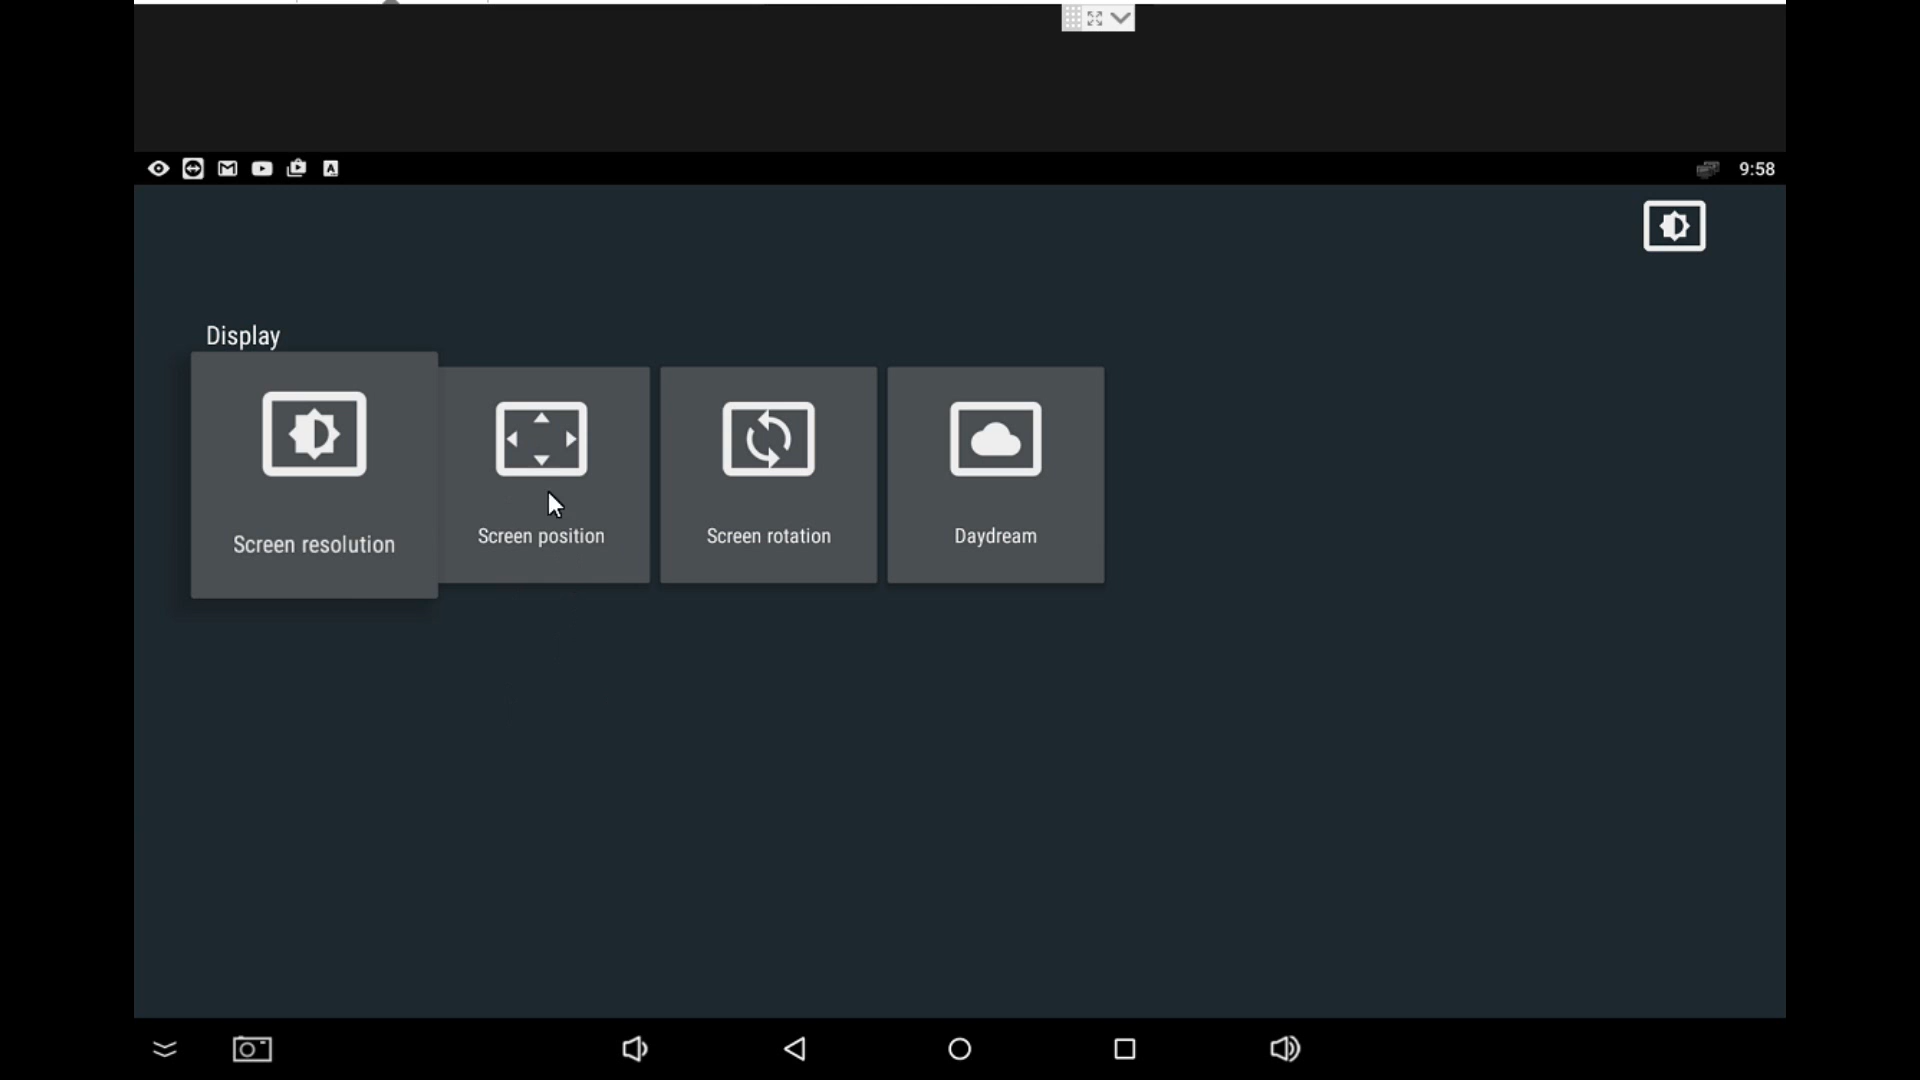 9:58
Display
Screen resolution
Screen position
Screen rotation
Daydream